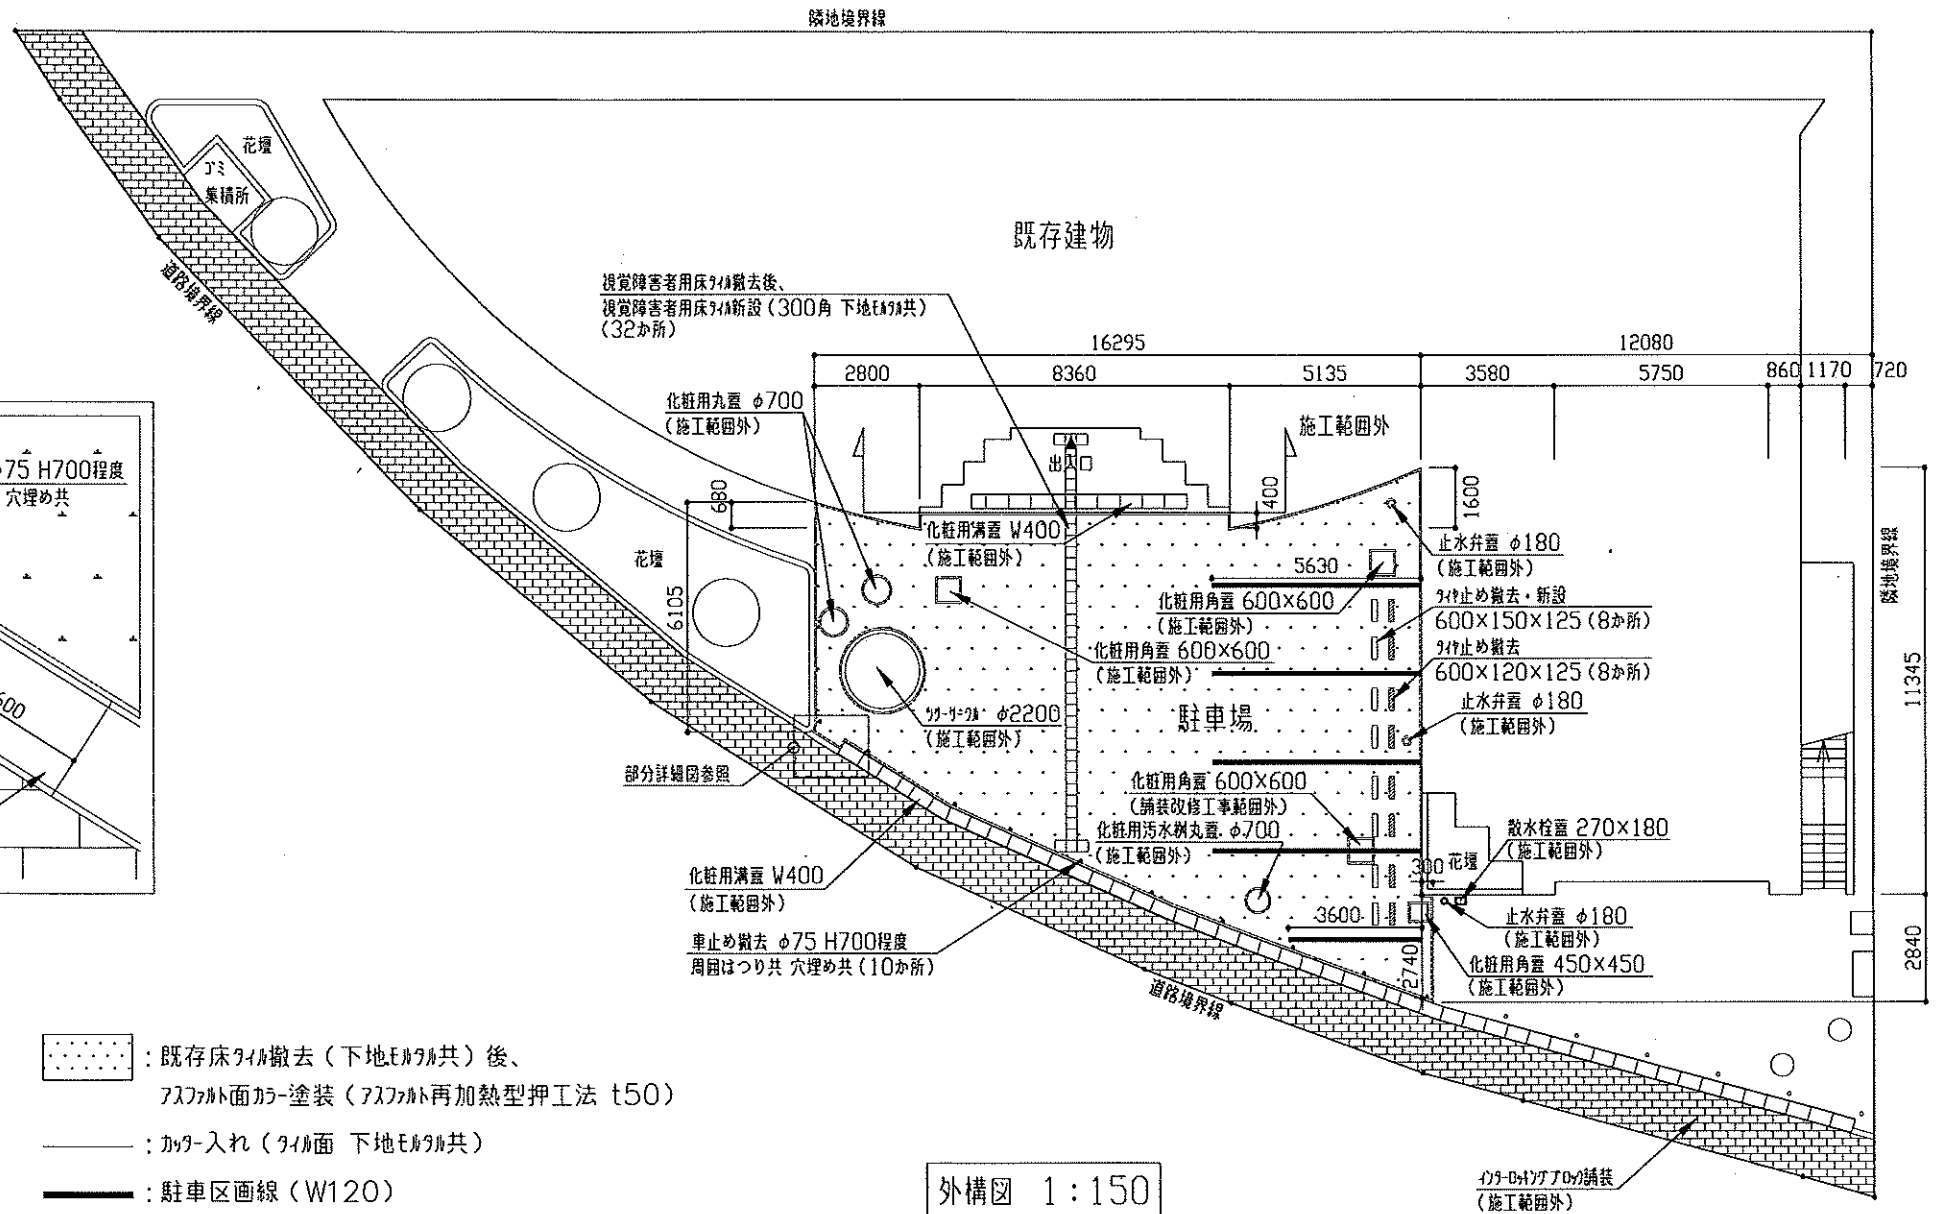 隣地境界線
花壇
ゴミ
集積所
道路境界線
既存建物
視覚障害者用床ﾀｲﾙ撤去後、
視覚障害者用床ﾀｲﾙ新設（300角 下地ﾓﾙﾀﾙ共）
（32か所）
16295
12080
2800
8360
5135
3580
5750
860
1170
720
化粧用丸蓋 φ700
（施工範囲外）
施工範囲外
出入口
φ75 H700程度
穴埋め共
600
680
400
1600
化粧用溝蓋 W400
（施工範囲外）
止水弁蓋 φ180
（施工範囲外）
隣地境界線
花壇
6105
5630
化粧用角蓋 600×600
（施工範囲外）
ﾀｲﾔ止め撤去・新設
600×150×125（8か所）
化粧用角蓋 600×600
（施工範囲外）
ﾀｲﾔ止め撤去
600×120×125（8か所）
11345
駐車場
止水弁蓋 φ180
（施工範囲外）
φ2200
（施工範囲外）
部分詳細図参照
化粧用角蓋 600×600
（舗装改修工事範囲外）
化粧用汚水桝丸蓋 φ700
（施工範囲外）
散水栓蓋 270×180
（施工範囲外）
300
花壇
化粧用溝蓋 W400
（施工範囲外）
3600
止水弁蓋 φ180
（施工範囲外）
車止め撤去 φ75 H700程度
周囲はつり共 穴埋め共（10か所）
2740
2840
化粧用角蓋 450×450
（施工範囲外）
道路境界線
：既存床ﾀｲﾙ撤去（下地ﾓﾙﾀﾙ共）後、
ｱｽﾌｧﾙﾄ面ｶﾗｰ塗装（ｱｽﾌｧﾙﾄ再加熱型押工法 t50）
：ｶｯﾀｰ入れ（ﾀｲﾙ面 下地ﾓﾙﾀﾙ共）
：駐車区画線（W120）
外構図 1：150
ｲﾝﾀｰﾛｯｷﾝｸﾞﾌﾞﾛｯｸ舗装
（施工範囲外）